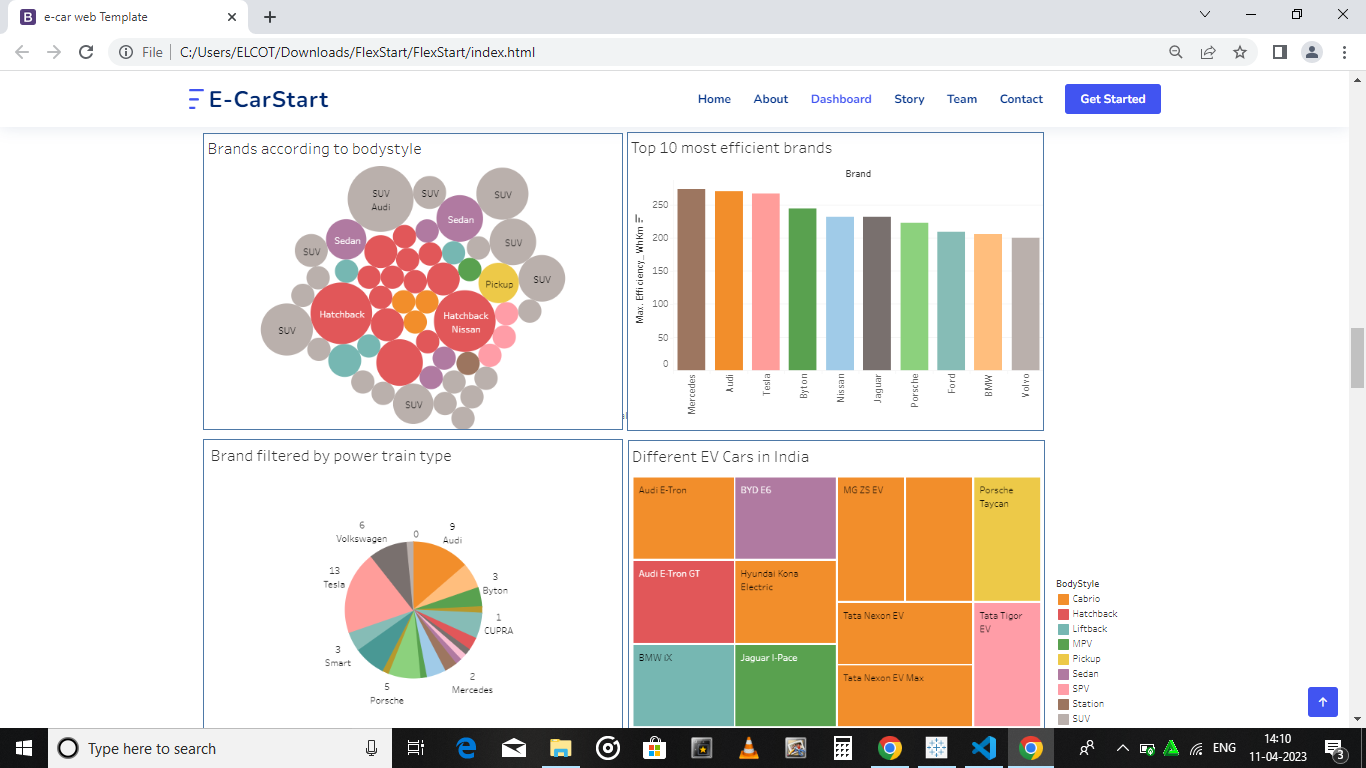 e-car web Template
File
C:/Users/ELCOT/Downloads/FlexStart/FlexStart/index.html
E-CarStart
Home
About
Dashboard
Story
Team
Contact
Get Started
Brands according to bodystyle
SUV
Audi
SUV
SUV
Sedan
Sedan
SUV
SUV
SUV
Pickup
Hatchback
Hatchback
Nissan
SUV
SUV
Top 10 most efficient brands
Brand
Max. Efficiency_WhKm
250
200
150
100
50
0
Mercedes
Audi
Tesla
Byton
Nissan
Jaguar
Porsche
Ford
BMW
Volvo
Brand filtered by power train type
6
Volkswagen
0
9
Audi
13
Tesla
3
Byton
1
CUPRA
3
Smart
2
Mercedes
5
Porsche
Different EV Cars in India
Audi E-Tron
BYD E6
MG ZS EV
Porsche
Taycan
Audi E-Tron GT
Hyundai Kona
Electric
Tata Nexon EV
Tata Tigor
EV
BMW iX
Jaguar I-Pace
Tata Nexon EV Max
BodyStyle
Cabrio
Hatchback
Liftback
MPV
Pickup
Sedan
SPV
Station
SUV
Type here to search
ENG
14:10
11-04-2023
3